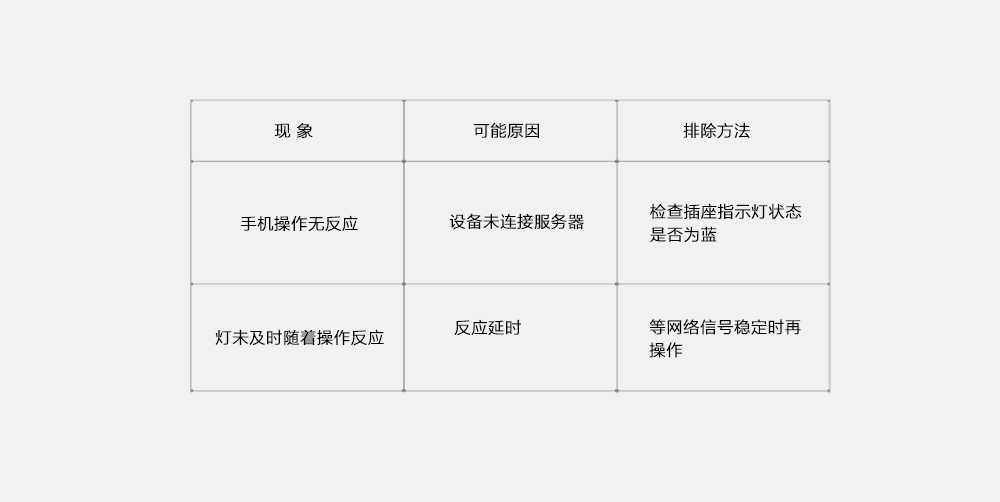 现 象
可能原因
排除方法
手机操作无反应
设备未连接服务器
检查插座指示灯状态
是否为蓝
灯未及时随着操作反应
反应延时
等网络信号稳定时再
操作